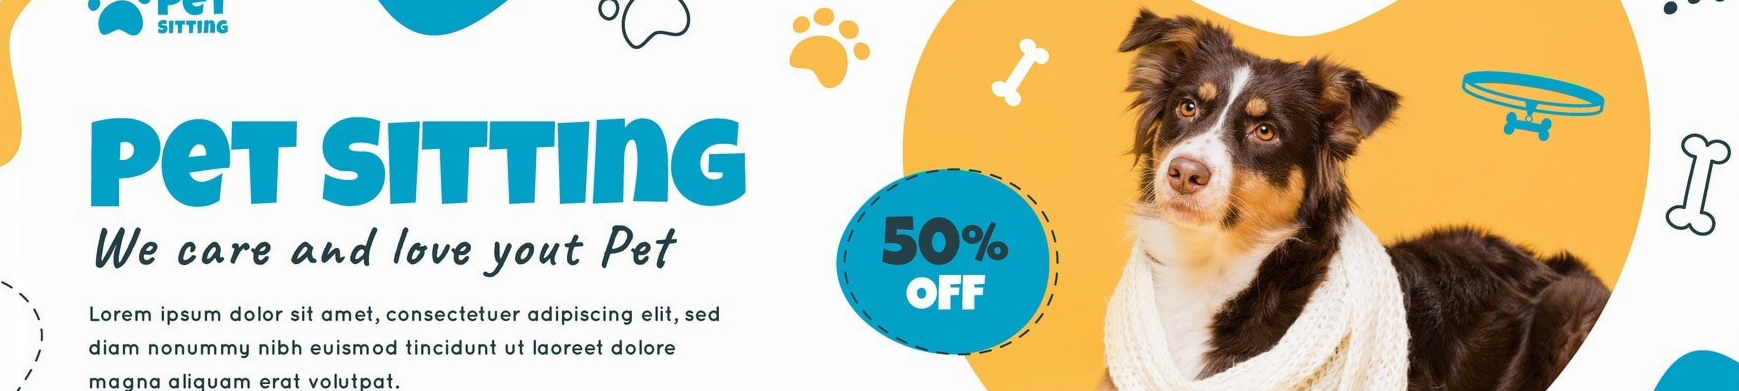 PET
SITTING
PET SITTING
We care and love yout Pet
Lorem ipsum dolor sit amet, consectetuer adipiscing elit, sed
diam nonummy nibh euismod tincidunt ut laoreet dolore
magna aliquam erat volutpat.
50%
OFF